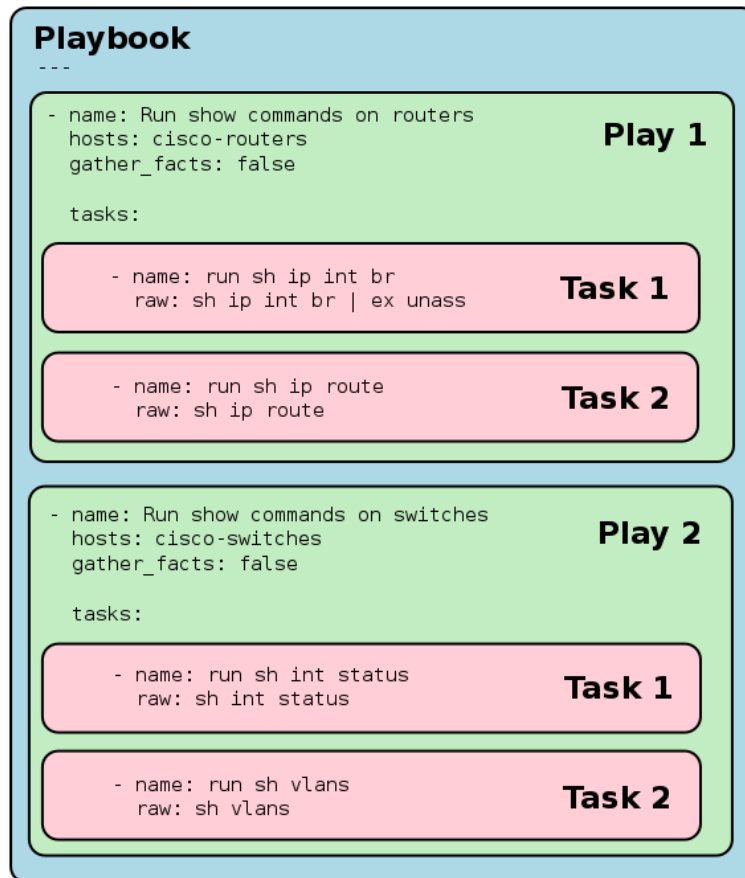 Playbook
---
- name: Run show commands on routers
hosts: cisco-routers
gather_facts: false
Play 1
tasks:
- name: run sh ip int br
raw: sh ip int br | ex unass
Task 1
- name: run sh ip route
raw: sh ip route
Task 2
- name: Run show commands on switches
hosts: cisco-switches
gather_facts: false
Play 2
tasks:
- name: run sh int status
raw: sh int status
Task 1
- name: run sh vlans
raw: sh vlans
Task 2